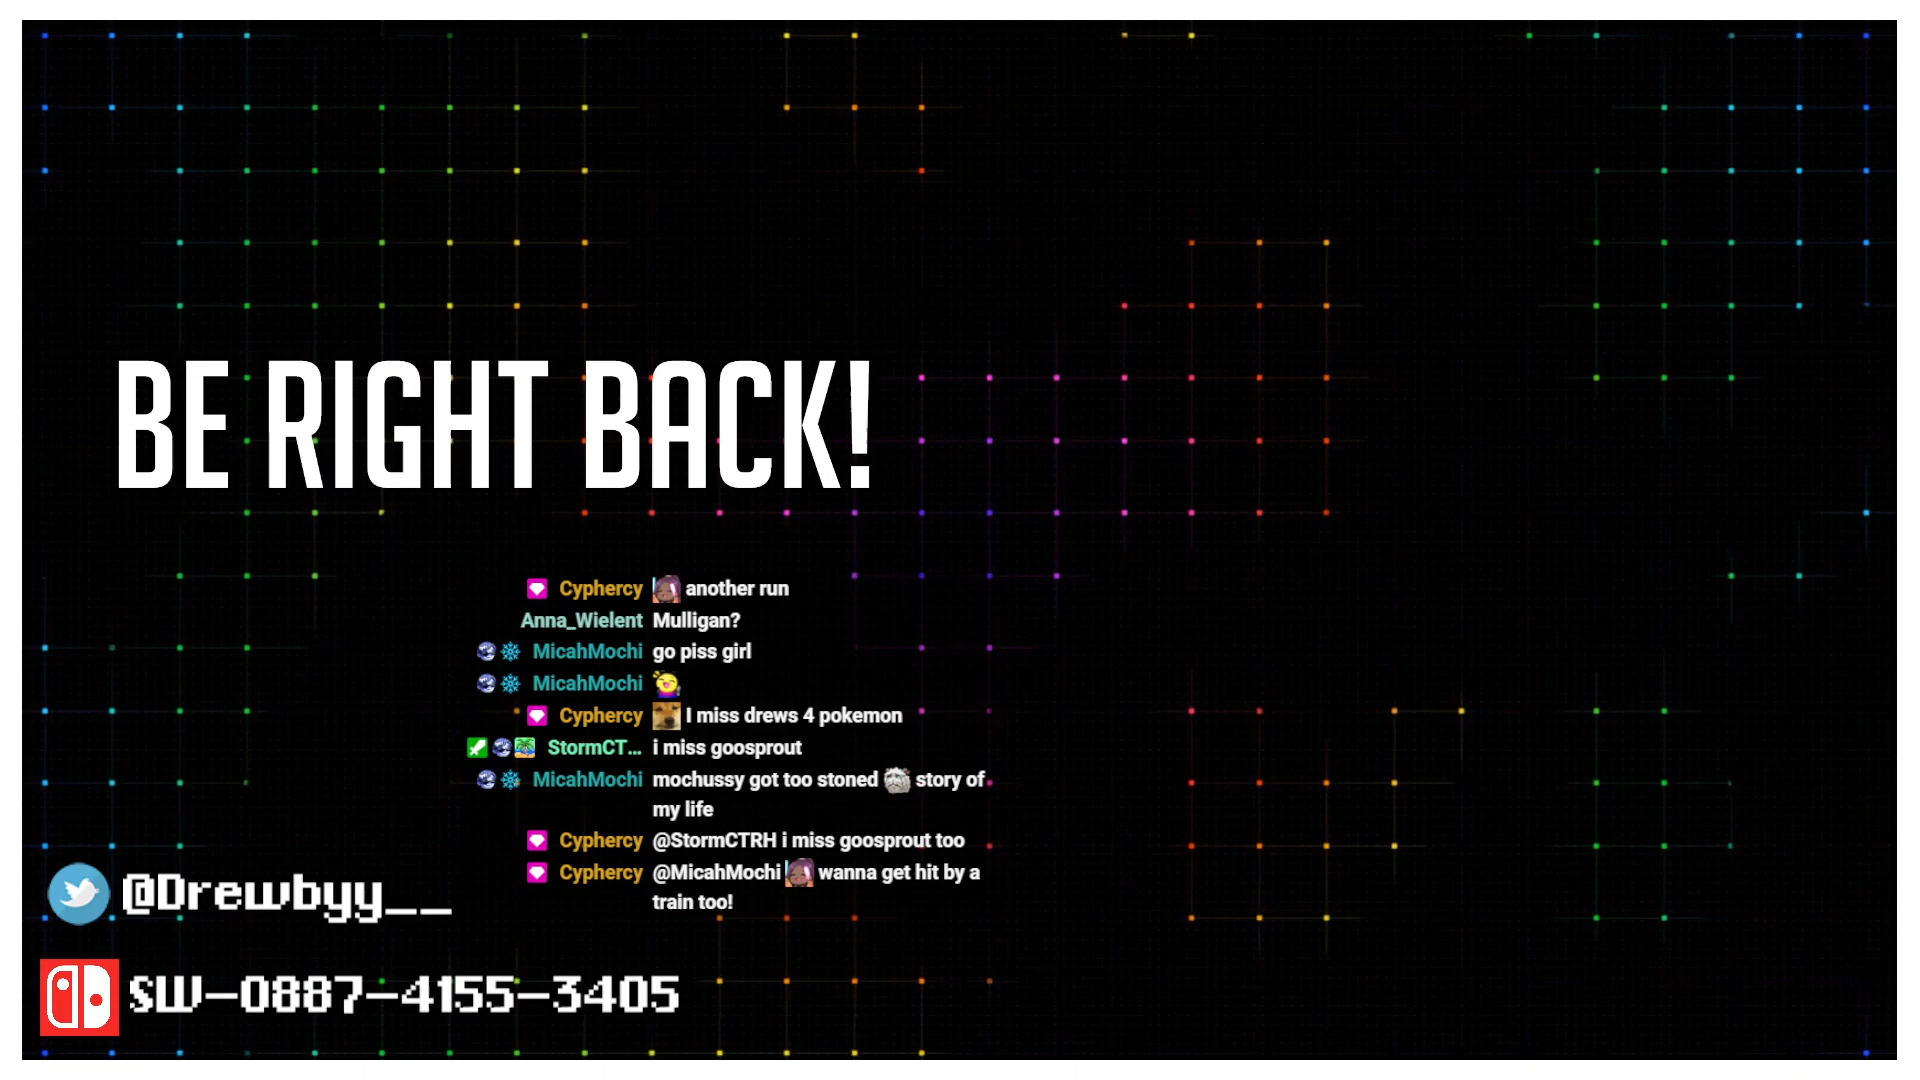 BE RIGHT BACK!
Cyphercy another run
Anna_Wielent Mulligan?
MicahMochi go piss girl
MicahMochi
Cyphercy I miss drews 4 pokemon
StormCT... i miss goosprout
MicahMochi mochussy got too stoned story of
my life
Cyphercy @StormCTRH i miss goosprout too
Cyphercy @MicahMochi wanna get hit by a
train too!
@Drewbyy__
SW-0887-4155-3405